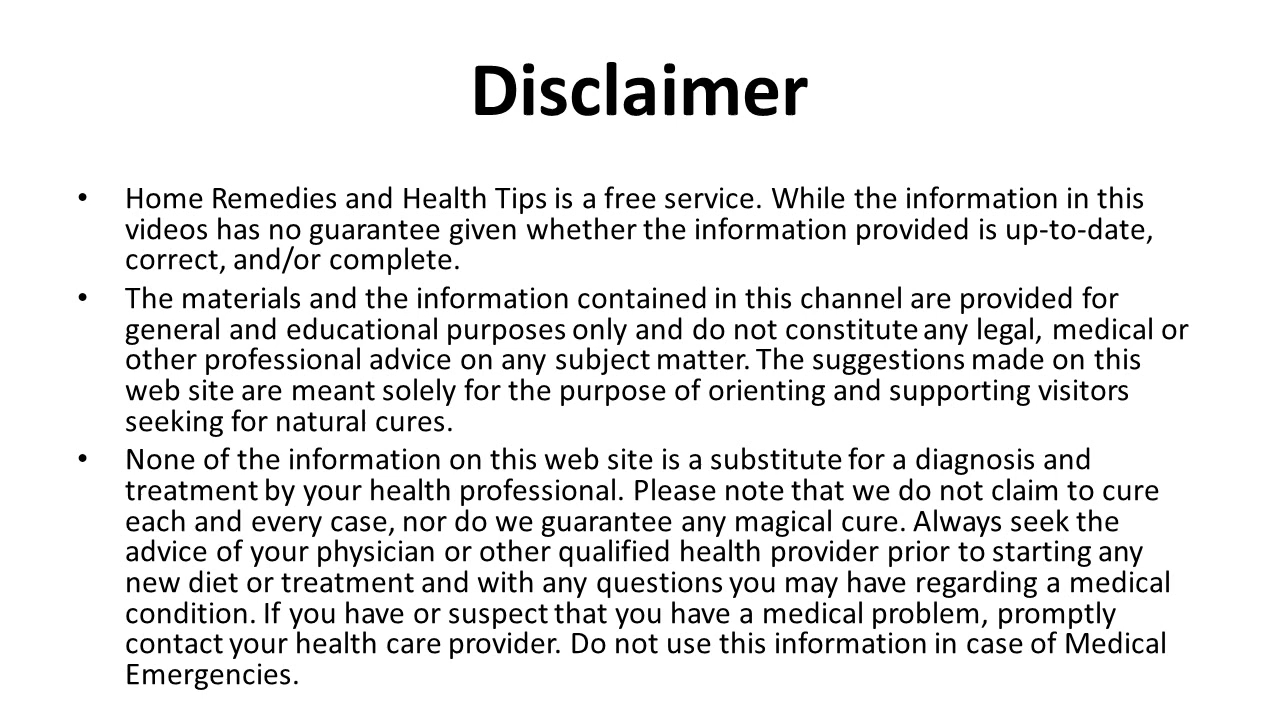 Disclaimer
• Home Remedies and Health Tips is a free service. While the information in this
videos has no guarantee given whether the information provided is up-to-date,
correct, and/or complete.
• The materials and the information contained in this channel are provided for
general and educational purposes only and do not constitute any legal, medical or
other professional advice on any subject matter. The suggestions made on this
web site are meant solely for the purpose of orienting and supporting visitors
seeking for natural cures.
• None of the information on this web site is a substitute for a diagnosis and
treatment by your health professional. Please note that we do not claim to cure
each and every case, nor do we guarantee any magical cure. Always seek the
advice of your physician or other qualified health provider prior to starting any
new diet or treatment and with any questions you may have regarding a medical
condition. If you have or suspect that you have a medical problem, promptly
contact your health care provider. Do not use this information in case of Medical
Emergencies.